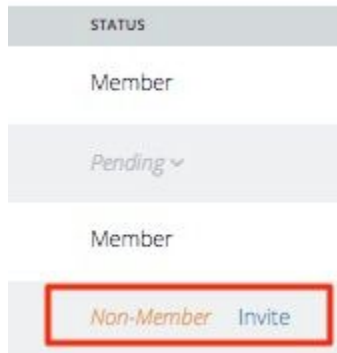 STATUS
Member
Pending
Member
Non-Member Invite